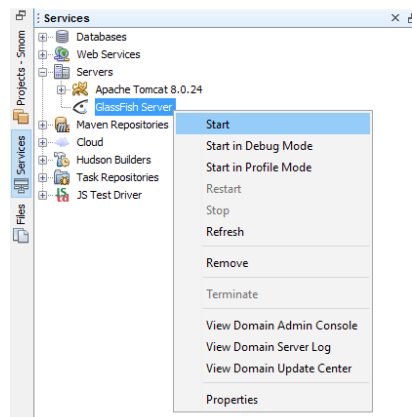 Services
Projects - Smom
Services
Files
Databases
Web Services
Servers
Apache Tomcat 8.0.24
GlassFish Server
Maven Repositories
Cloud
Hudson Builders
Task Repositories
JS Test Driver
Start
Start in Debug Mode
Start in Profile Mode
Restart
Stop
Refresh
Remove
Terminate
View Domain Admin Console
View Domain Server Log
View Domain Update Center
Properties